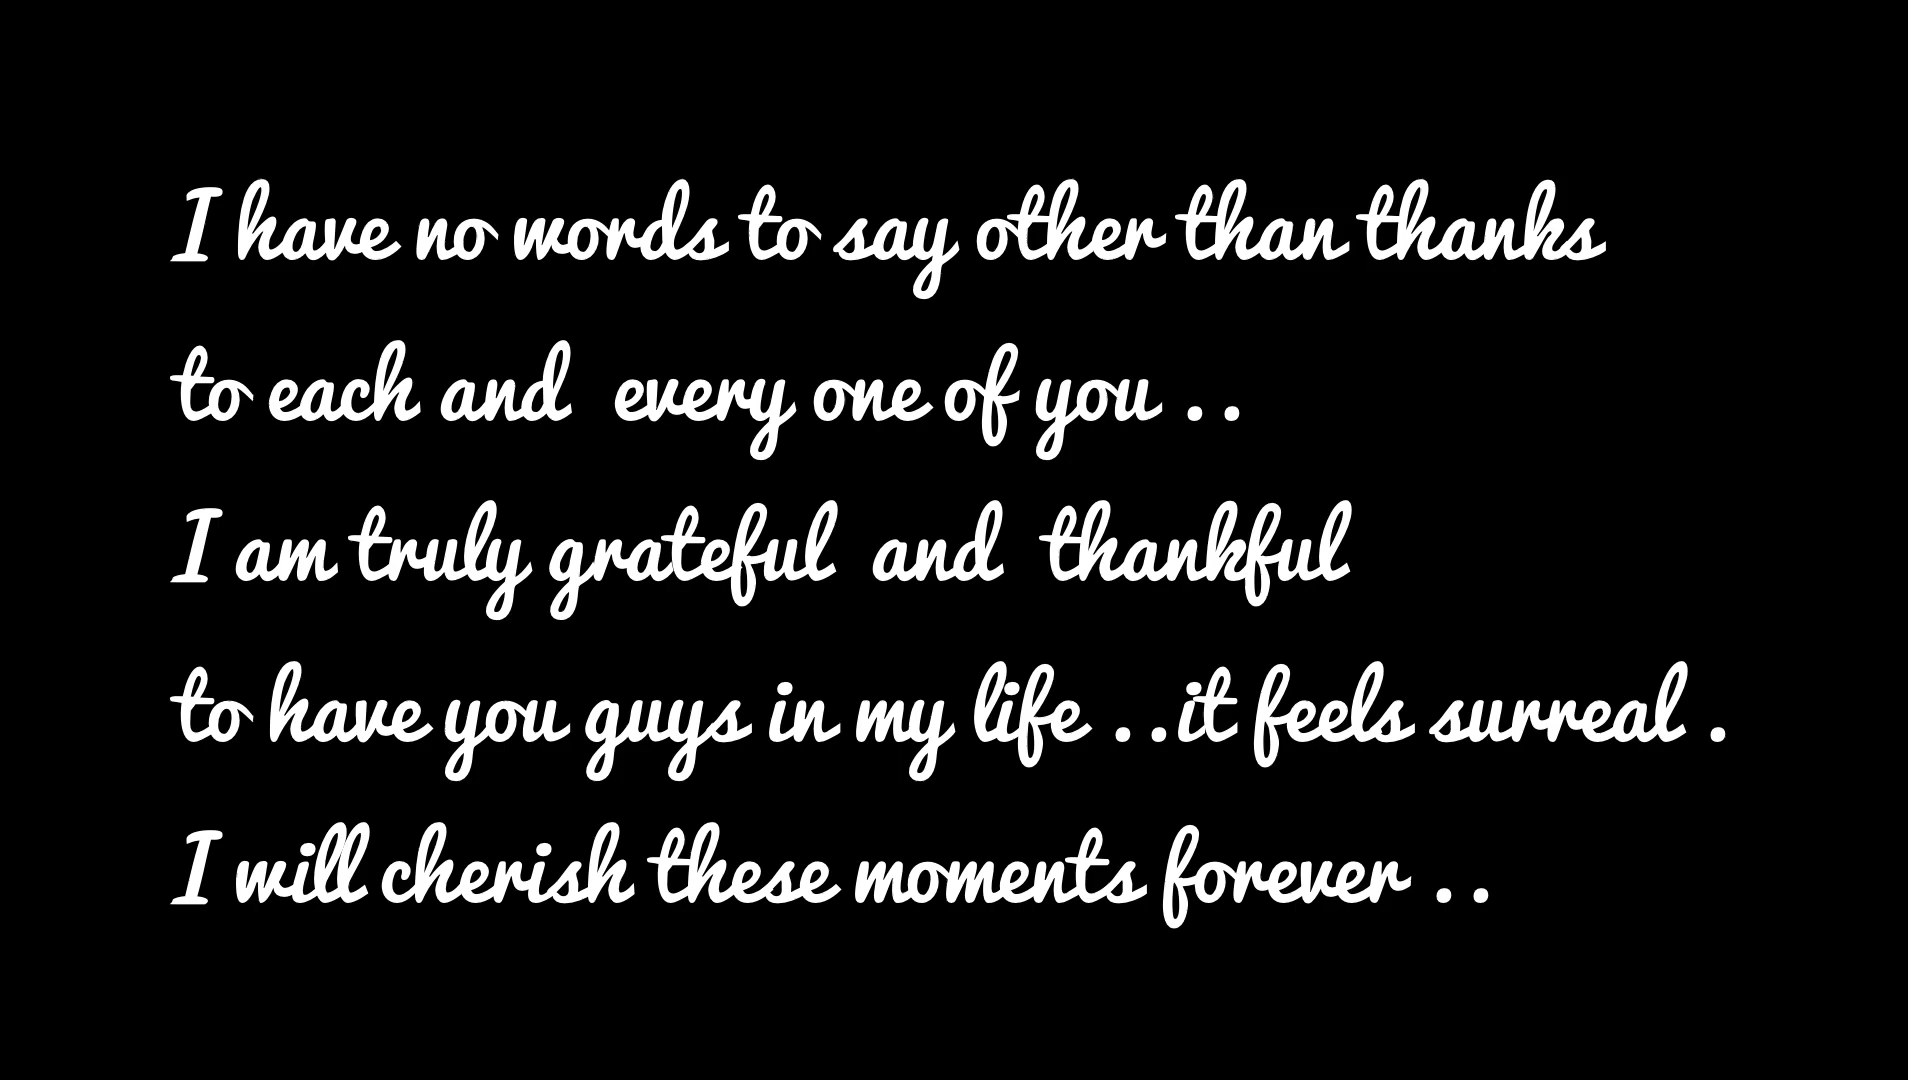 I have no words to say other than thanks
to each and  every one of you . .
I am truly grateful  and  thankful
to have you guys in my life . .it feels surreal .
I will cherish these moments forever . .